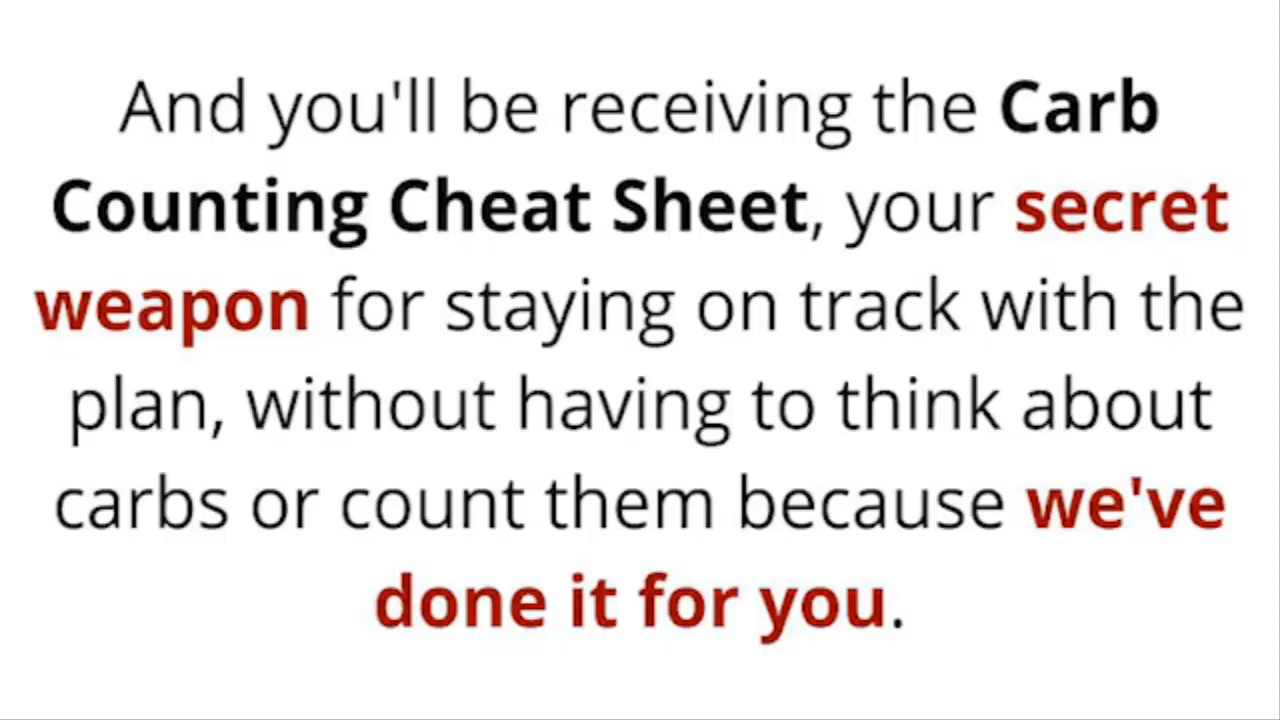 And you'll be receiving the Carb
Counting Cheat Sheet, your secret
weapon for staying on track with the
plan, without having to think about
carbs or count them because we've
done it for you.